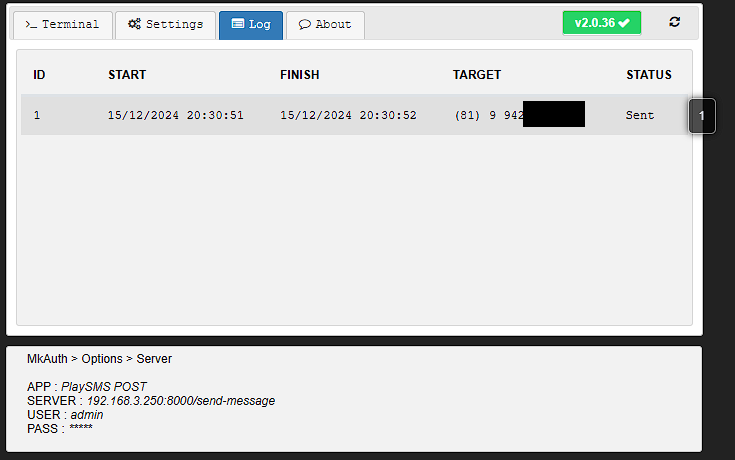 Terminal Settings Log About v2.0.36
ID START FINISH TARGET STATUS
1 15/12/2024 20:30:51 15/12/2024 20:30:52 (81) 9 942 Sent 1
MkAuth > Options > Server
APP : PlaySMS POST
SERVER : 192.168.3.250:8000/send-message
USER : admin
PASS : *****